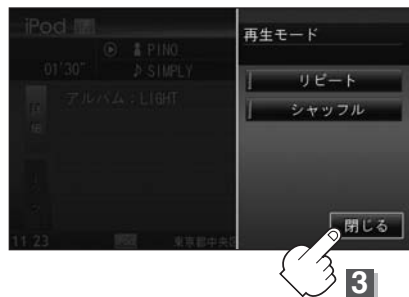 iPod
再生モード
PINO
01'30"
SIMPLY
リピート
アルバム：LIGHT
シャッフル
閉じる
11 23
東京都中央区
3